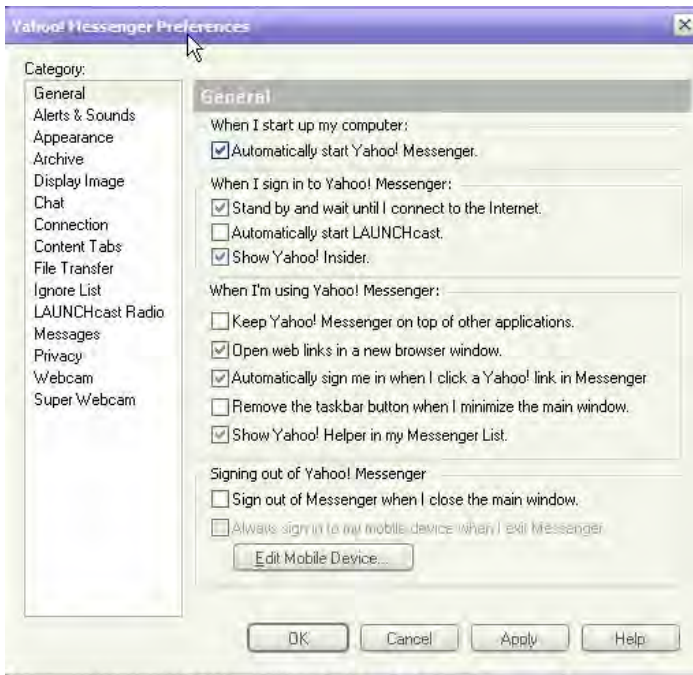 Yahoo! Messenger Preferences
Category:
General
Alerts & Sounds
Appearance
Archive
Display Image
Chat
Connection
Content Tabs
File Transfer
Ignore List
LAUNCHcast Radio
Messages
Privacy
Webcam
Super Webcam
General
When I start up my computer:
Automatically start Yahoo! Messenger.
When I sign in to Yahoo! Messenger:
Stand by and wait until I connect to the Internet.
Automatically start LAUNCHcast.
Show Yahoo! Insider.
When I'm using Yahoo! Messenger:
Keep Yahoo! Messenger on top of other applications.
Open web links in a new browser window.
Automatically sign me in when I click a Yahoo! link in Messenger
Remove the taskbar button when I minimize the main window.
Show Yahoo! Helper in my Messenger List.
Signing out of Yahoo! Messenger
Sign out of Messenger when I close the main window.
Always sign in to my mobile device when I exit Messenger
Edit Mobile Device...
OK Cancel Apply Help